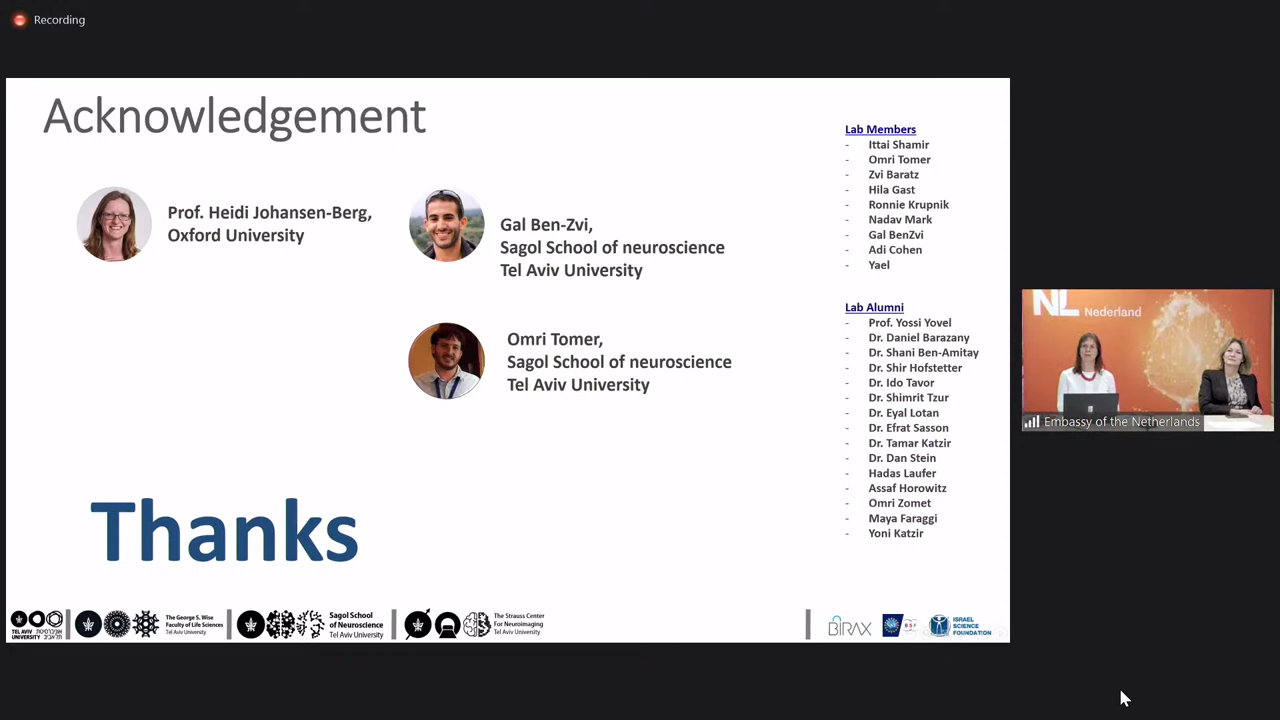 Recording
Acknowledgement
Prof. Heidi Johansen-Berg,
Oxford University
Gal Ben-Zvi,
Sagol School of neuroscience
Tel Aviv University
Omri Tomer,
Sagol School of neuroscience
Tel Aviv University
Thanks
Lab Members
- Ittai Shamir
- Omri Tomer
- Zvi Baratz
- Hila Gast
- Ronnie Krupnik
- Nadav Mark
- Gal BenZvi
- Adi Cohen
- Yael
Lab Alumni
- Prof. Yossi Yovel
- Dr. Daniel Barazany
- Dr. Shani Ben-Amitay
- Dr. Shir Hofstetter
- Dr. Ido Tavor
- Dr. Shimrit Tzur
- Dr. Eyal Lotan
- Dr. Efrat Sasson
- Dr. Tamar Katzir
- Dr. Dan Stein
- Hadas Laufer
- Assaf Horowitz
- Omri Zomet
- Maya Faraggi
- Yoni Katzir
NL Nederland
Embassy of the Netherlands
TEL AVIV אוניברסיטת
UNIVERSITY תל אביב
The George S. Wise
Faculty of Life Sciences
Tel Aviv University
Sagol School
of Neuroscience
Tel Aviv University
The Strauss Center
For Neuroimaging
Tel Aviv University
BIRAX
BSF
ISRAEL
SCIENCE
FOUNDATION